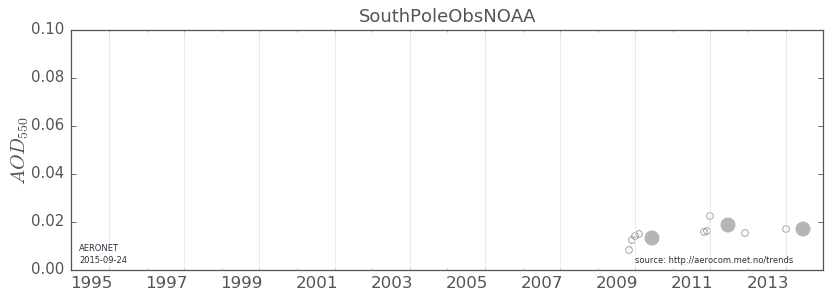 SouthPoleObsNOAA
0.10
0.08
0.06
0.04
0.02
0.00
AOD550
AERONET
2015-09-24
source: http://aerocom.met.no/trends
1995 1997 1999 2001 2003 2005 2007 2009 2011 2013